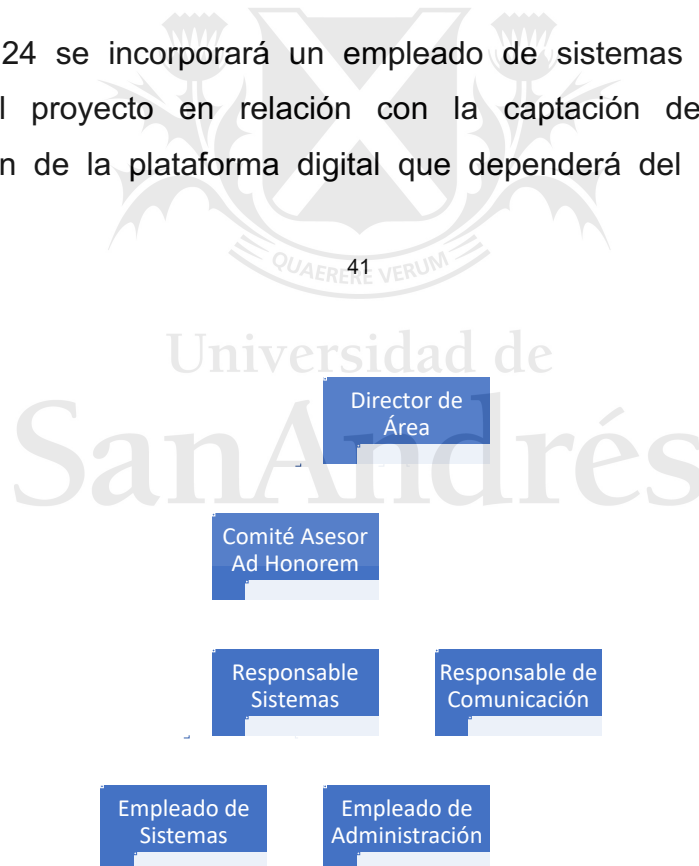 24 se incorporará un empleado de sistemas
l proyecto en relación con la captación de
n de la plataforma digital que dependerá del
QUAERERE VERUM
41
Universidad de
SanAndrés
Director de
Área
Comité Asesor
Ad Honorem
Responsable
Sistemas
Responsable de
Comunicación
Empleado de
Sistemas
Empleado de
Administración